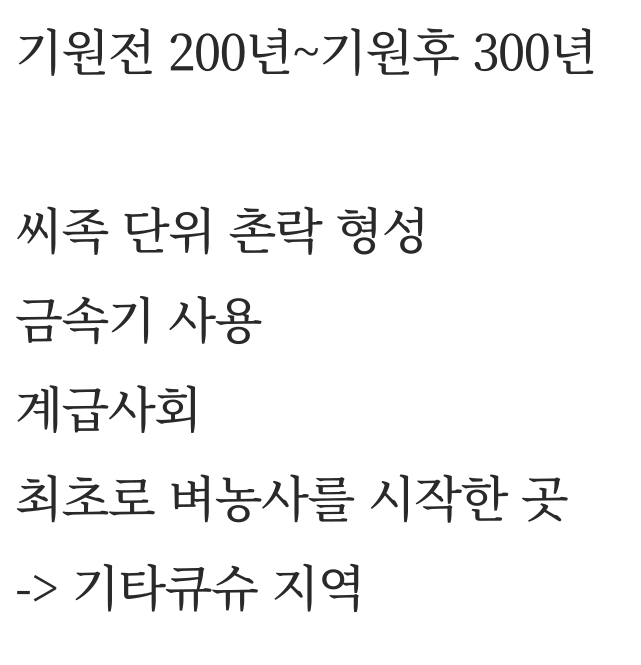 기원전 200년~기원후 300년
씨족 단위 촌락 형성
금속기 사용
계급사회
최초로 벼농사를 시작한 곳
-> 기타큐슈 지역